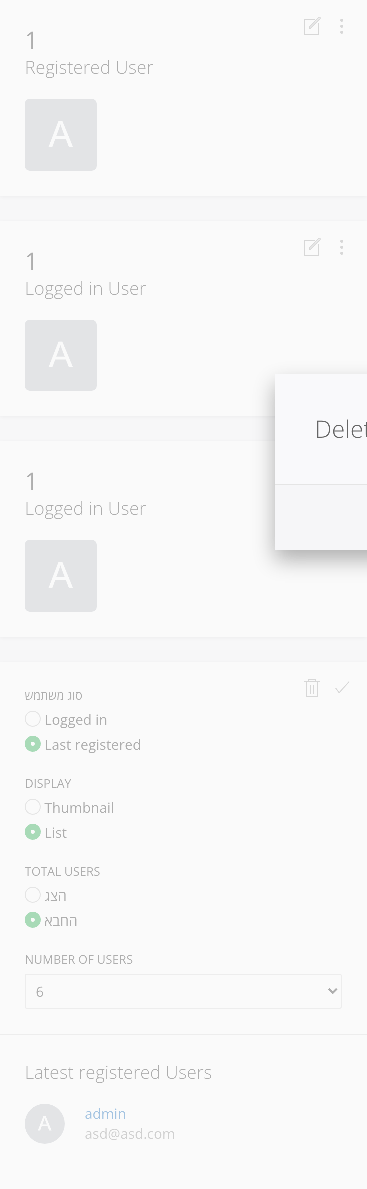 1
Registered User
A
1
Logged in User
A
1
Logged in User
A
Delet
סוג משתמש
Logged in
Last registered
DISPLAY
Thumbnail
List
TOTAL USERS
הצג
החבא
NUMBER OF USERS
6
Latest registered Users
A
admin
asd@asd.com